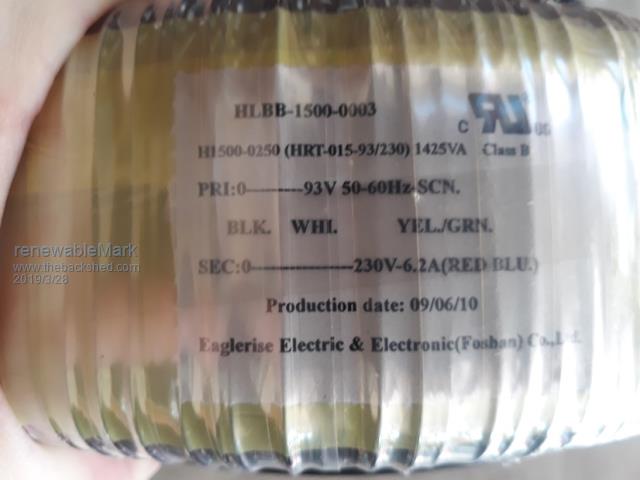 HLBB-1500-0003
c RU us
H1500-0250 (HRT-015-93/230) 1425VA Class B
PRI:0----------93V 50-60Hz-SCN.
BLK. WHI. YEL./GRN.
SEC:0------------------230V-6.2A(RED BLU.)
Production date: 09/06/10
Eaglerise Electric & Electronic(Foshan) Co.,Ltd.
renewableMark
www.thebackshed.com
2019/3/28